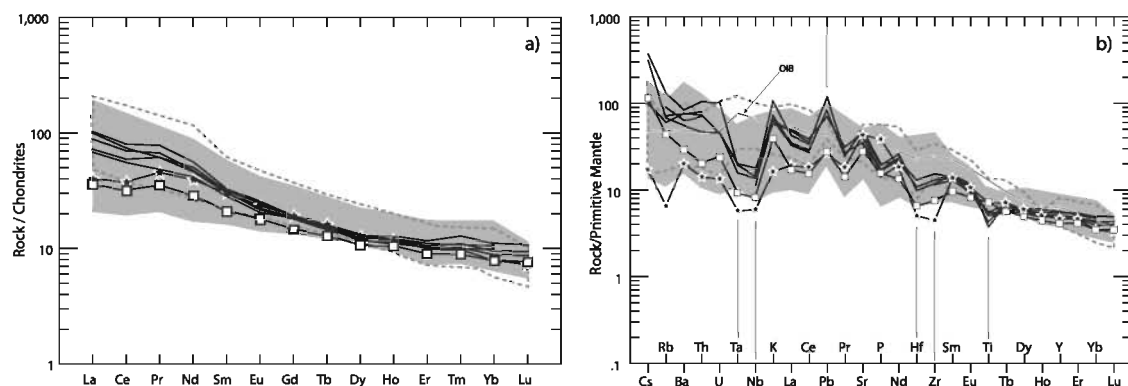 1,000
a)
100
10
1
Rock / Chondrites
La Ce Pr Nd Sm Eu Gd Tb Dy Ho Er Tm Yb Lu
1,000
b)
OIB
100
10
1
.1
Rock/Primitive Mantle
Rb Th Ta K Ce Pr P Hf Sm Ti Dy Y Yb
Cs Ba U Nb La Pb Sr Nd Zr Eu Tb Ho Er Lu